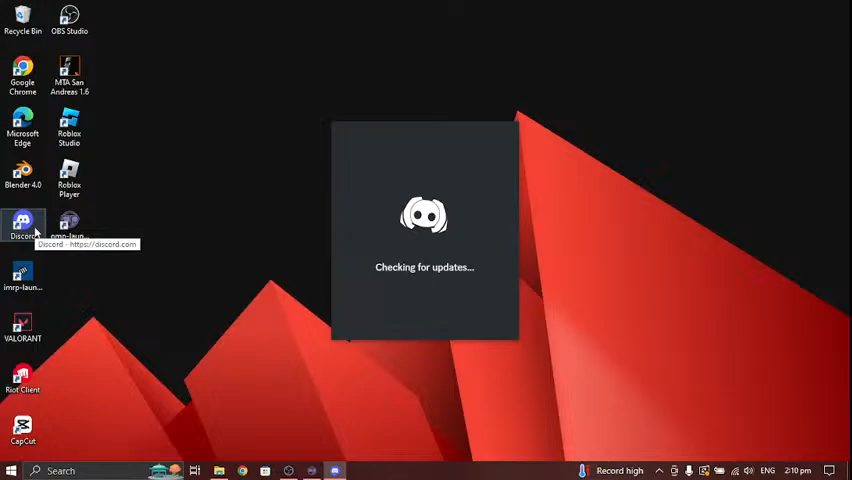 Recycle Bin
OBS Studio
Google
Chrome
MTA San
Andreas 1.6
Microsoft
Edge
Roblox
Studio
Blender 4.0
Roblox
Player
Discord
Discord - https://discord.com
imrp-laun...
VALORANT
Riot Client
CapCut
Checking for updates...
Search
Record high
ENG
2:10 pm